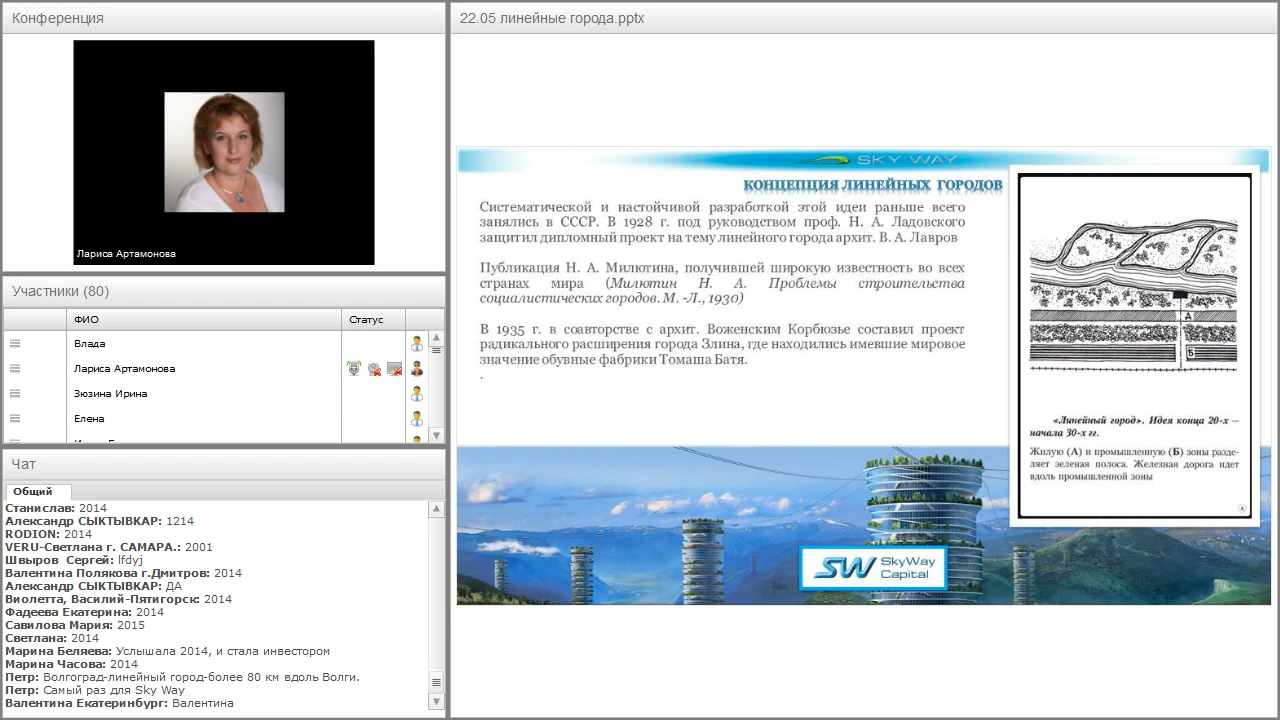 Конференция
Лариса Артамонова
Участники (80)
ФИО
Статус
Влада
Лариса Артамонова
Зюзина Ирина
Елена
Чат
Общий
Станислав: 2014
Александр СЫКТЫВКАР: 1214
RODION: 2014
VERU-Светлана г. САМАРА.: 2001
Швыров  Сергей: lfdyj
Валентина Полякова г.Дмитров: 2014
Александр СЫКТЫВКАР: ДА
Виолетта, Василий-Пятигорск: 2014
Фадеева Екатерина: 2014
Савилова Мария: 2015
Светлана: 2014
Марина Беляева: Услышала 2014, и стала инвестором
Марина Часова: 2014
Петр: Волгоград-линейный город-более 80 км вдоль Волги.
Петр: Самый раз для Sky Way
Валентина Екатеринбург: Валентина
22.05 линейные города.pptx
SKY WAY
КОНЦЕПЦИЯ ЛИНЕЙНЫХ ГОРОДОВ
Систематической и настойчивой разработкой этой идеи раньше всего
занялись в СССР. В 1928 г. под руководством проф. Н. А. Ладовского
защитил дипломный проект на тему линейного города архит. В. А. Лавров
Публикация Н. А. Милютина, получившей широкую известность во всех
странах мира (Милютин Н. А. Проблемы строительства
социалистических городов. М. -Л., 1930)
В 1935 г. в соавторстве с архит. Воженским Корбюзье составил проект
радикального расширения города Злина, где находились имевшие мировое
значение обувные фабрики Томаша Батя.
.
А
Б
«Линейный город». Идея конца 20-х —
начала 30-х гг.
Жилую (А) и промышленную (Б) зоны разде-
ляет зеленая полоса. Железная дорога идет
вдоль промышленной зоны
SW SkyWay
Capital